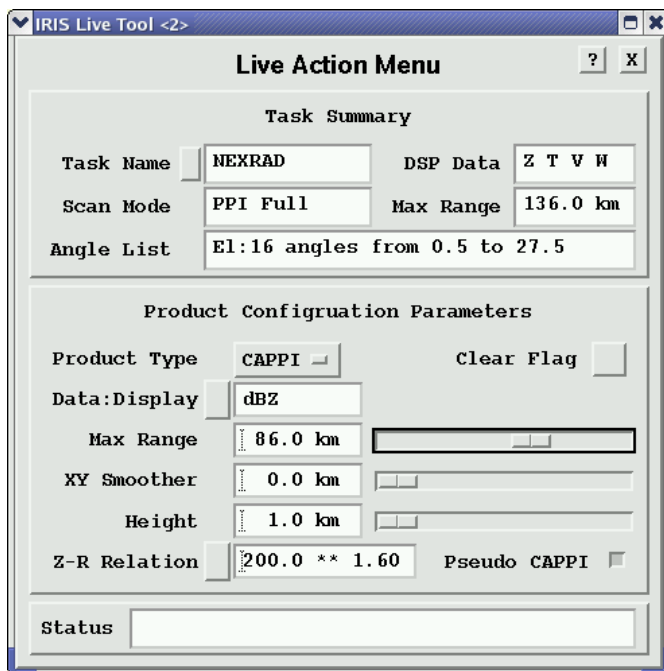 IRIS Live Tool <2>
Live Action Menu ? X
Task Summary
Task Name NEXRAD DSP Data Z T V W
Scan Mode PPI Full Max Range 136.0 km
Angle List El:16 angles from 0.5 to 27.5
Product Configruation Parameters
Product Type CAPPI Clear Flag
Data:Display dBZ
Max Range 86.0 km
XY Smoother 0.0 km
Height 1.0 km
Z-R Relation 200.0 ** 1.60 Pseudo CAPPI
Status